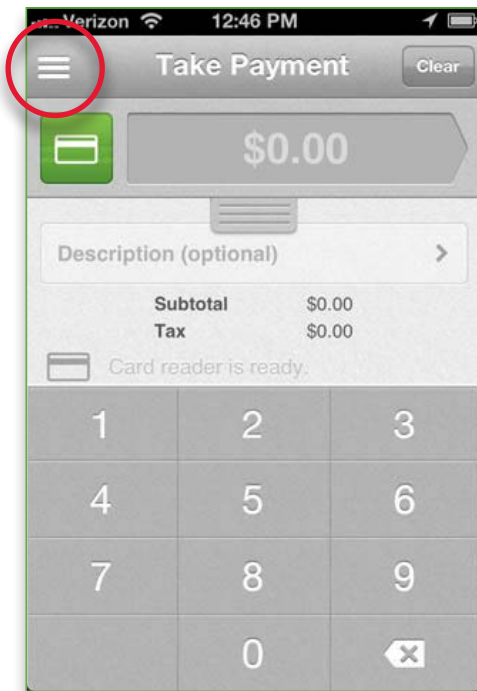 Verizon 12:46 PM
Take Payment Clear
$0.00
Description (optional)
Subtotal $0.00
Tax $0.00
Card reader is ready.
1 2 3
4 5 6
7 8 9
0